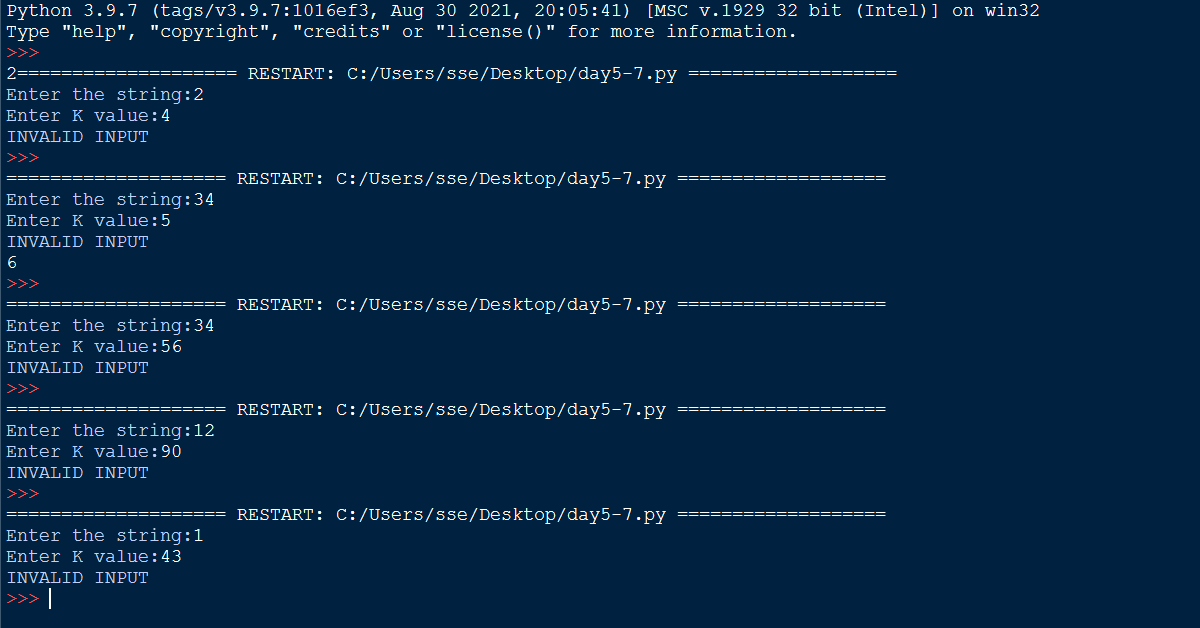 Python 3.9.7 (tags/v3.9.7:1016ef3, Aug 30 2021, 20:05:41) [MSC v.1929 32 bit (Intel)] on win32
Type "help", "copyright", "credits" or "license()" for more information.
>>>
2==================== RESTART: C:/Users/sse/Desktop/day5-7.py ===================
Enter the string:2
Enter K value:4
INVALID INPUT
>>>
==================== RESTART: C:/Users/sse/Desktop/day5-7.py ===================
Enter the string:34
Enter K value:5
INVALID INPUT
6
>>>
==================== RESTART: C:/Users/sse/Desktop/day5-7.py ===================
Enter the string:34
Enter K value:56
INVALID INPUT
>>>
==================== RESTART: C:/Users/sse/Desktop/day5-7.py ===================
Enter the string:12
Enter K value:90
INVALID INPUT
>>>
==================== RESTART: C:/Users/sse/Desktop/day5-7.py ===================
Enter the string:1
Enter K value:43
INVALID INPUT
>>>